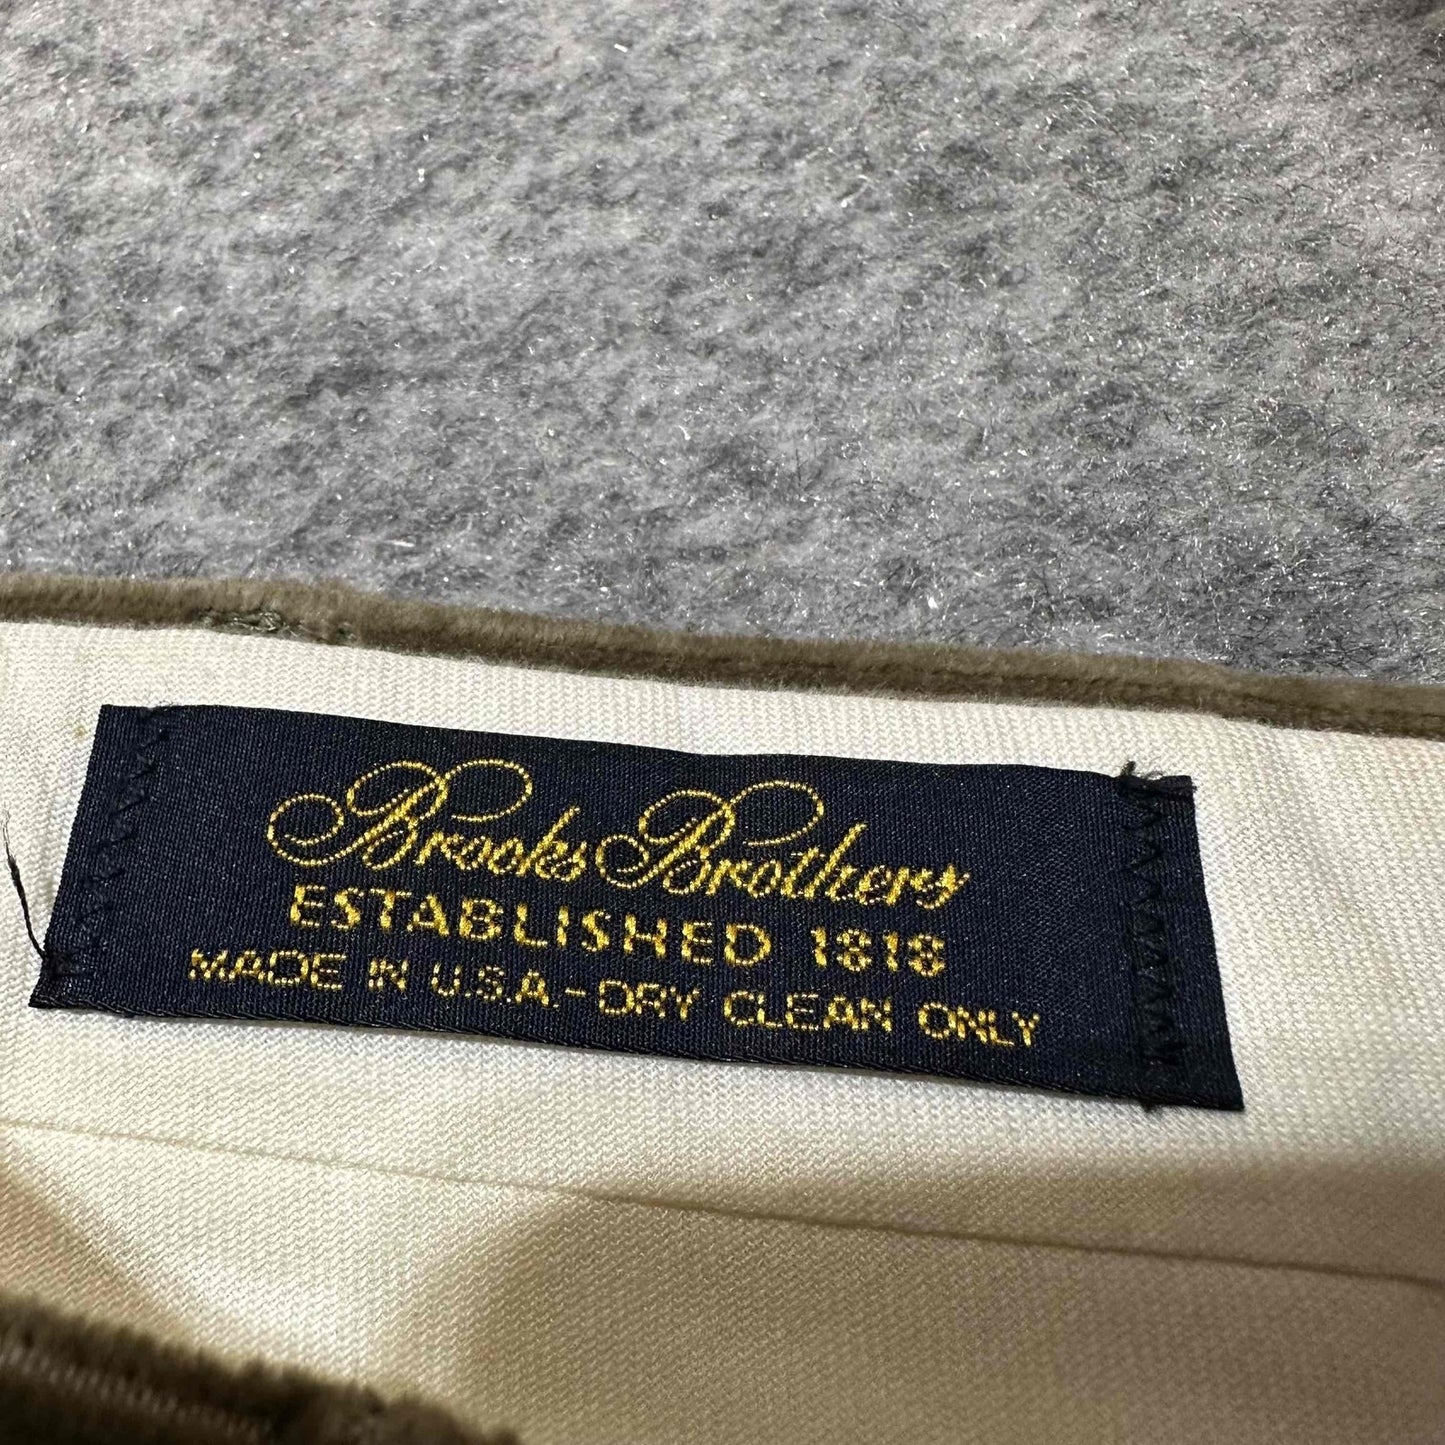 Brooks Brothers
ESTABLISHED 1818
MADE IN U.S.A.-DRY CLEAN ONLY